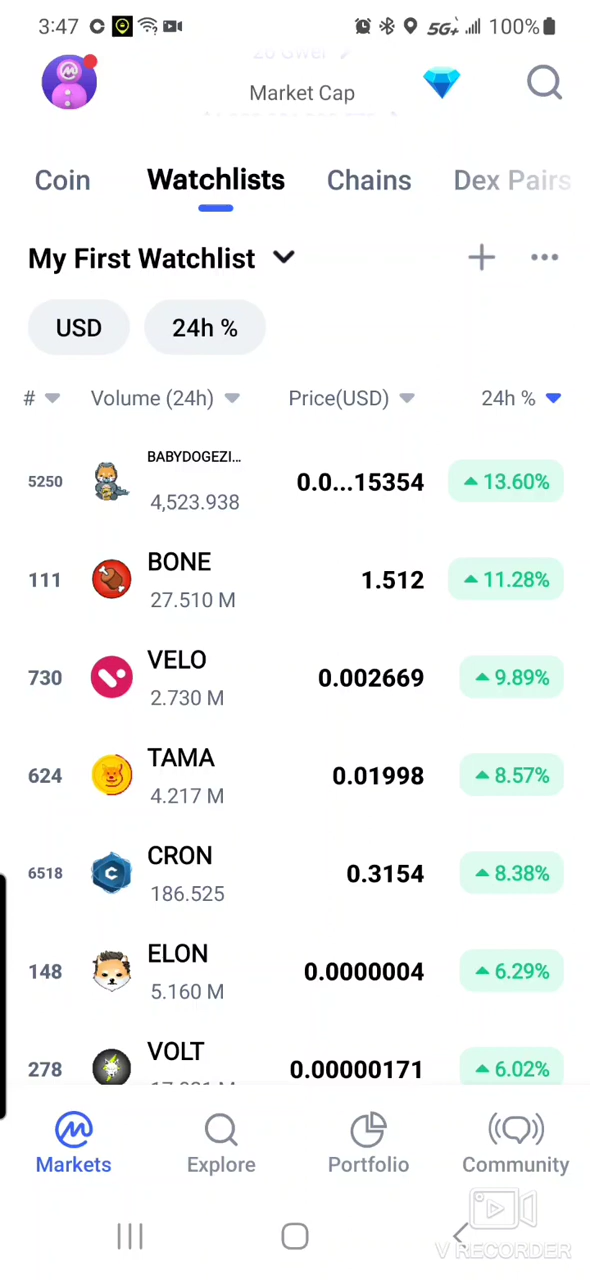 3:47 5G+ 100%
Market Cap
Coin Watchlists Chains Dex Pairs
My First Watchlist
USD 24h %
# Volume (24h) Price(USD) 24h %
5250 BABYDOGEZI... 4,523.938 0.0...15354 13.60%
111 BONE 27.510 M 1.512 11.28%
730 VELO 2.730 M 0.002669 9.89%
624 TAMA 4.217 M 0.01998 8.57%
6518 CRON 186.525 0.3154 8.38%
148 ELON 5.160 M 0.0000004 6.29%
278 VOLT 0.00000171 6.02%
Markets Explore Portfolio Community
V RECORDER